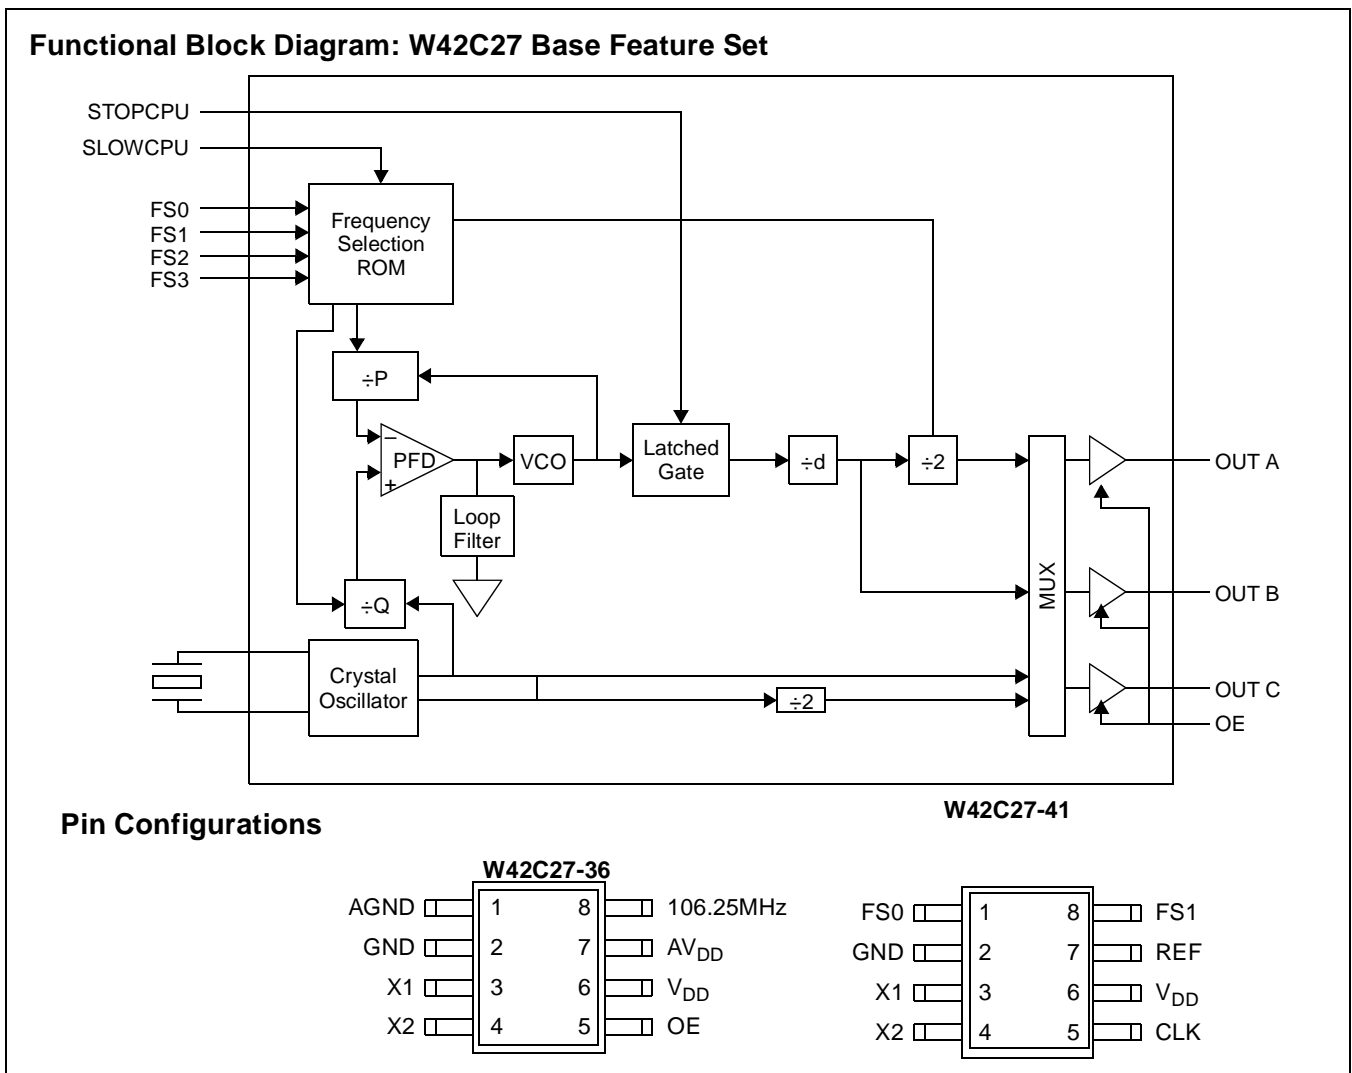 Functional Block Diagram: W42C27 Base Feature Set
STOPCPU
SLOWCPU
FS0
FS1
FS2
FS3
Frequency
Selection
ROM
÷P
–
PFD
+
VCO
Latched
Gate
÷d
÷2
Loop
Filter
÷Q
Crystal
Oscillator
÷2
MUX
OUT A
OUT B
OUT C
OE
Pin Configurations
W42C27-36
AGND 1 8 106.25MHz
GND 2 7 AVDD
X1 3 6 VDD
X2 4 5 OE
W42C27-41
FS0 1 8 FS1
GND 2 7 REF
X1 3 6 VDD
X2 4 5 CLK